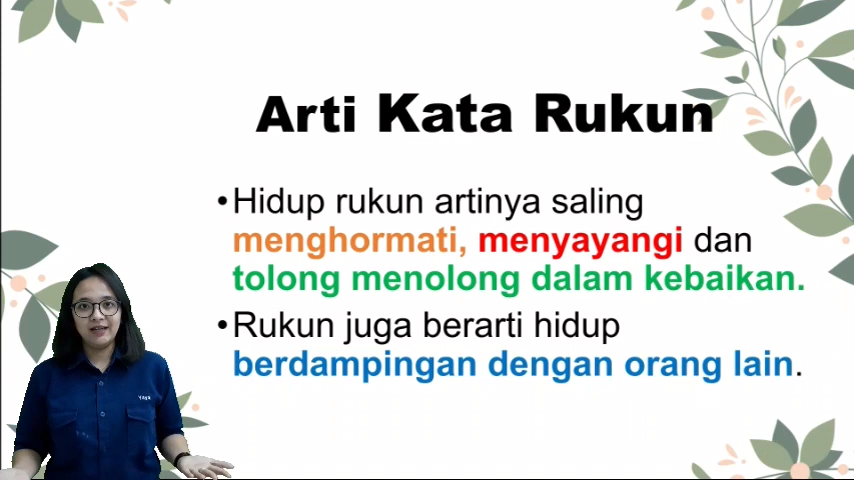 Arti Kata Rukun
•Hidup rukun artinya saling
menghormati, menyayangi dan
tolong menolong dalam kebaikan.
•Rukun juga berarti hidup
berdampingan dengan orang lain.